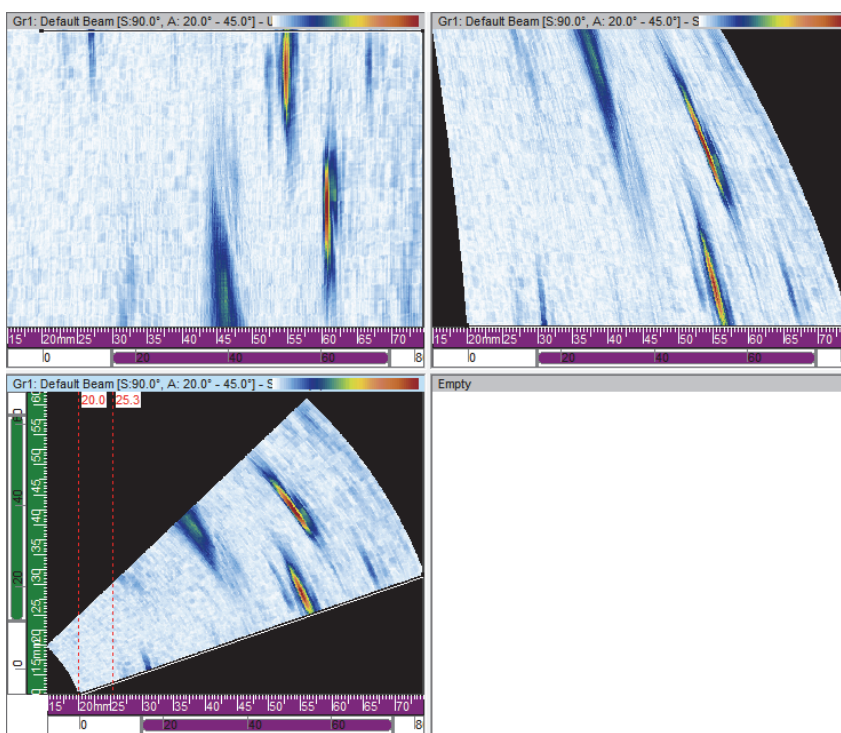 Gr1: Default Beam [S:90.0°, A: 20.0° - 45.0°] - U
15 20mm 25 30 35 40 45 50 55 60 65 70
0 20 40 60 8
Gr1: Default Beam [S:90.0°, A: 20.0° - 45.0°] - S
15 20mm 25 30 35 40 45 50 55 60 65 70
0 20 40 60 8
Gr1: Default Beam [S:90.0°, A: 20.0° - 45.0°] - S
20.0 25.3
60 55 50 45 40 35 30 25 20 15mm
40 20 0
15 20mm 25 30 35 40 45 50 55 60 65 70
0 20 40 60 8
Empty